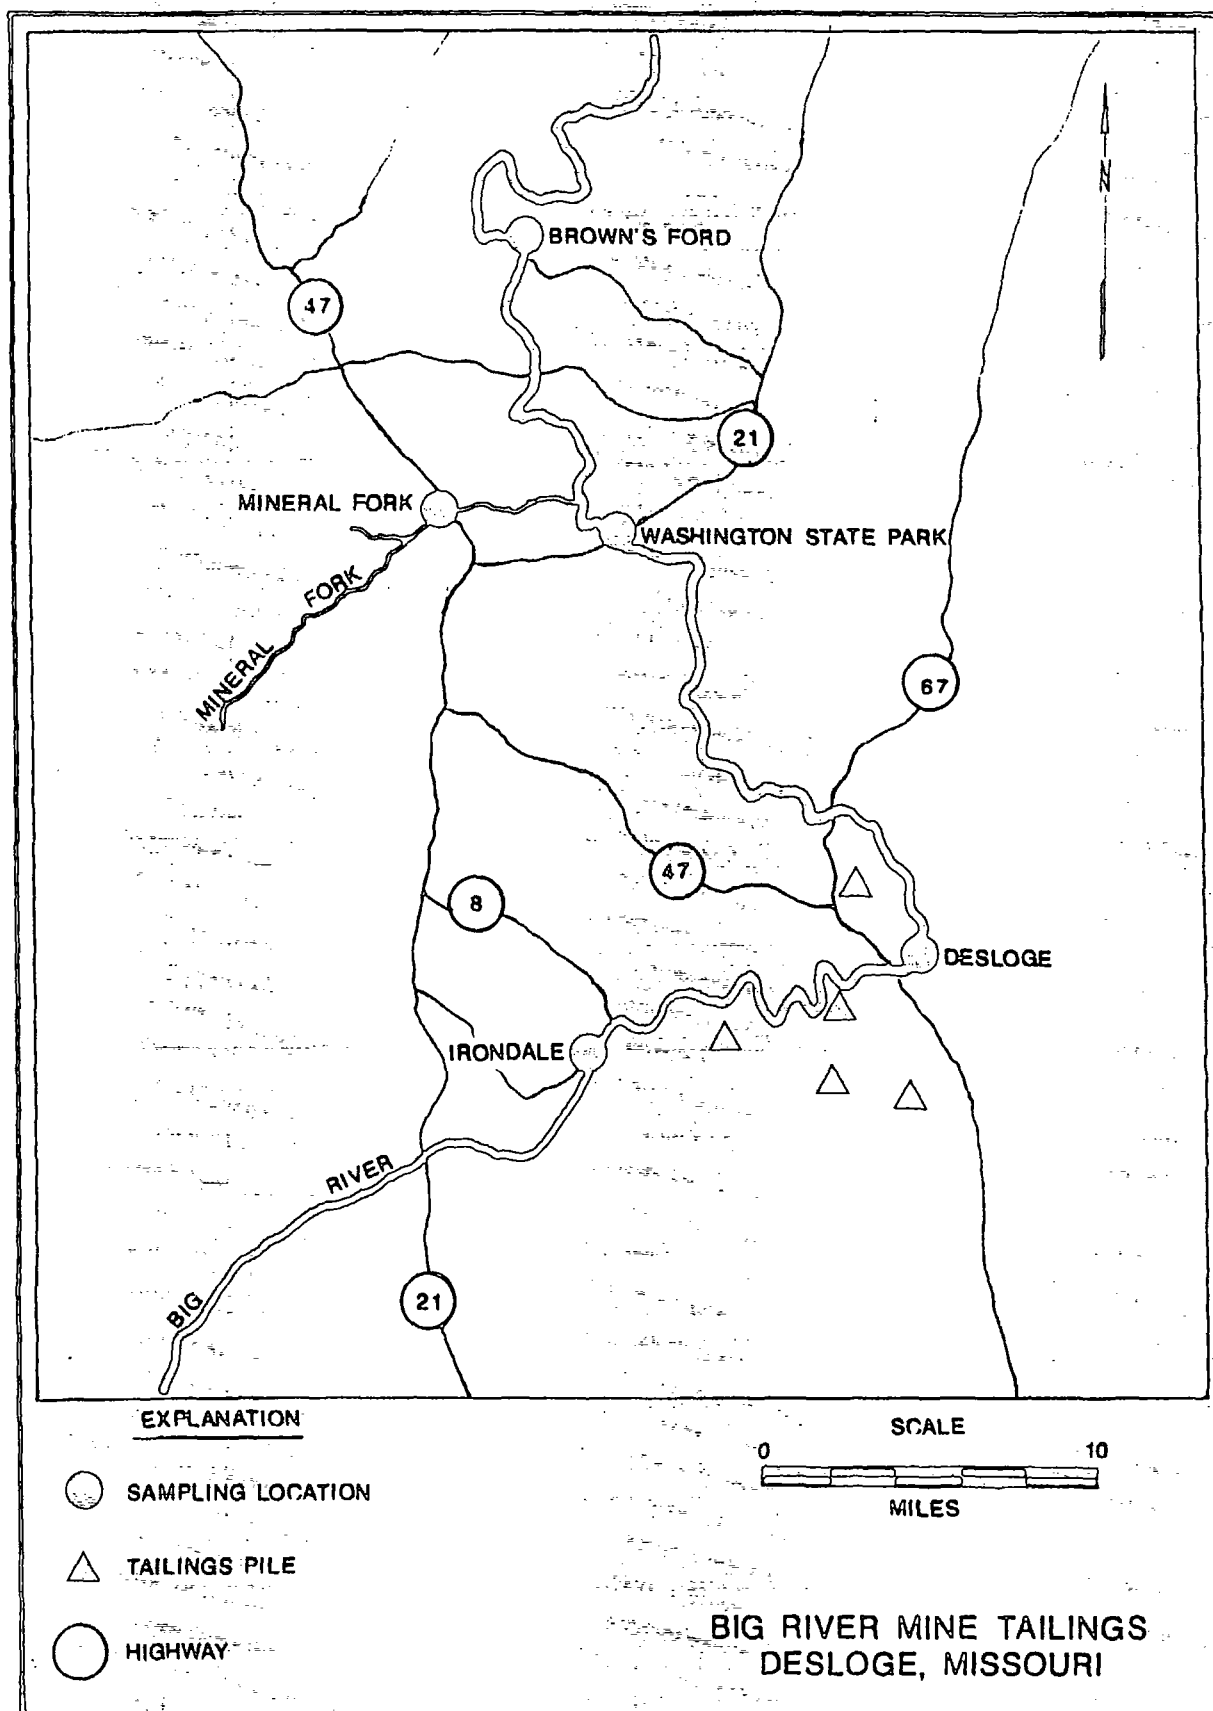 N
BROWN'S FORD
47
21
MINERAL FORK
WASHINGTON STATE PARK
MINERAL FORK
67
47
8
DESLOGE
IRONDALE
BIG RIVER
21
EXPLANATION
SAMPLING LOCATION
TAILINGS PILE
HIGHWAY
SCALE
0 10
MILES
BIG RIVER MINE TAILINGS
DESLOGE, MISSOURI